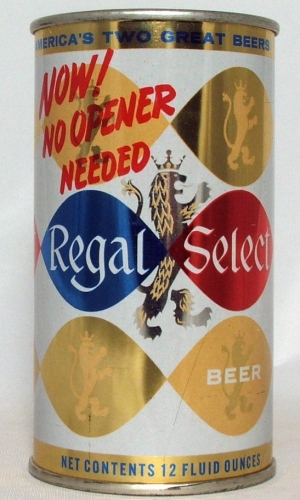 AMERICA'S TWO GREAT BEERS
NOW!
NO OPENER
NEEDED
Regal Select
BEER
NET CONTENTS 12 FLUID OUNCES